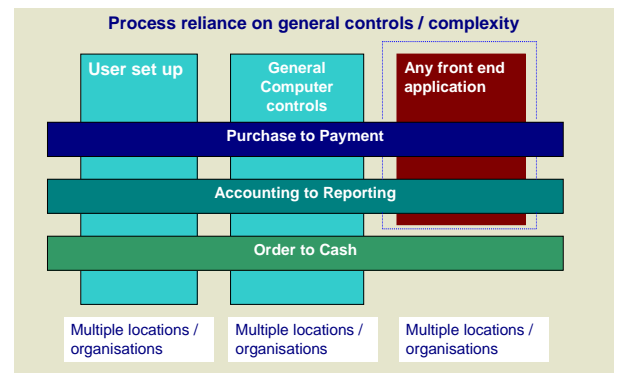 Process reliance on general controls / complexity
User set up
General
Computer
controls
Any front end
application
Purchase to Payment
Accounting to Reporting
Order to Cash
Multiple locations /
organisations
Multiple locations /
organisations
Multiple locations /
organisations